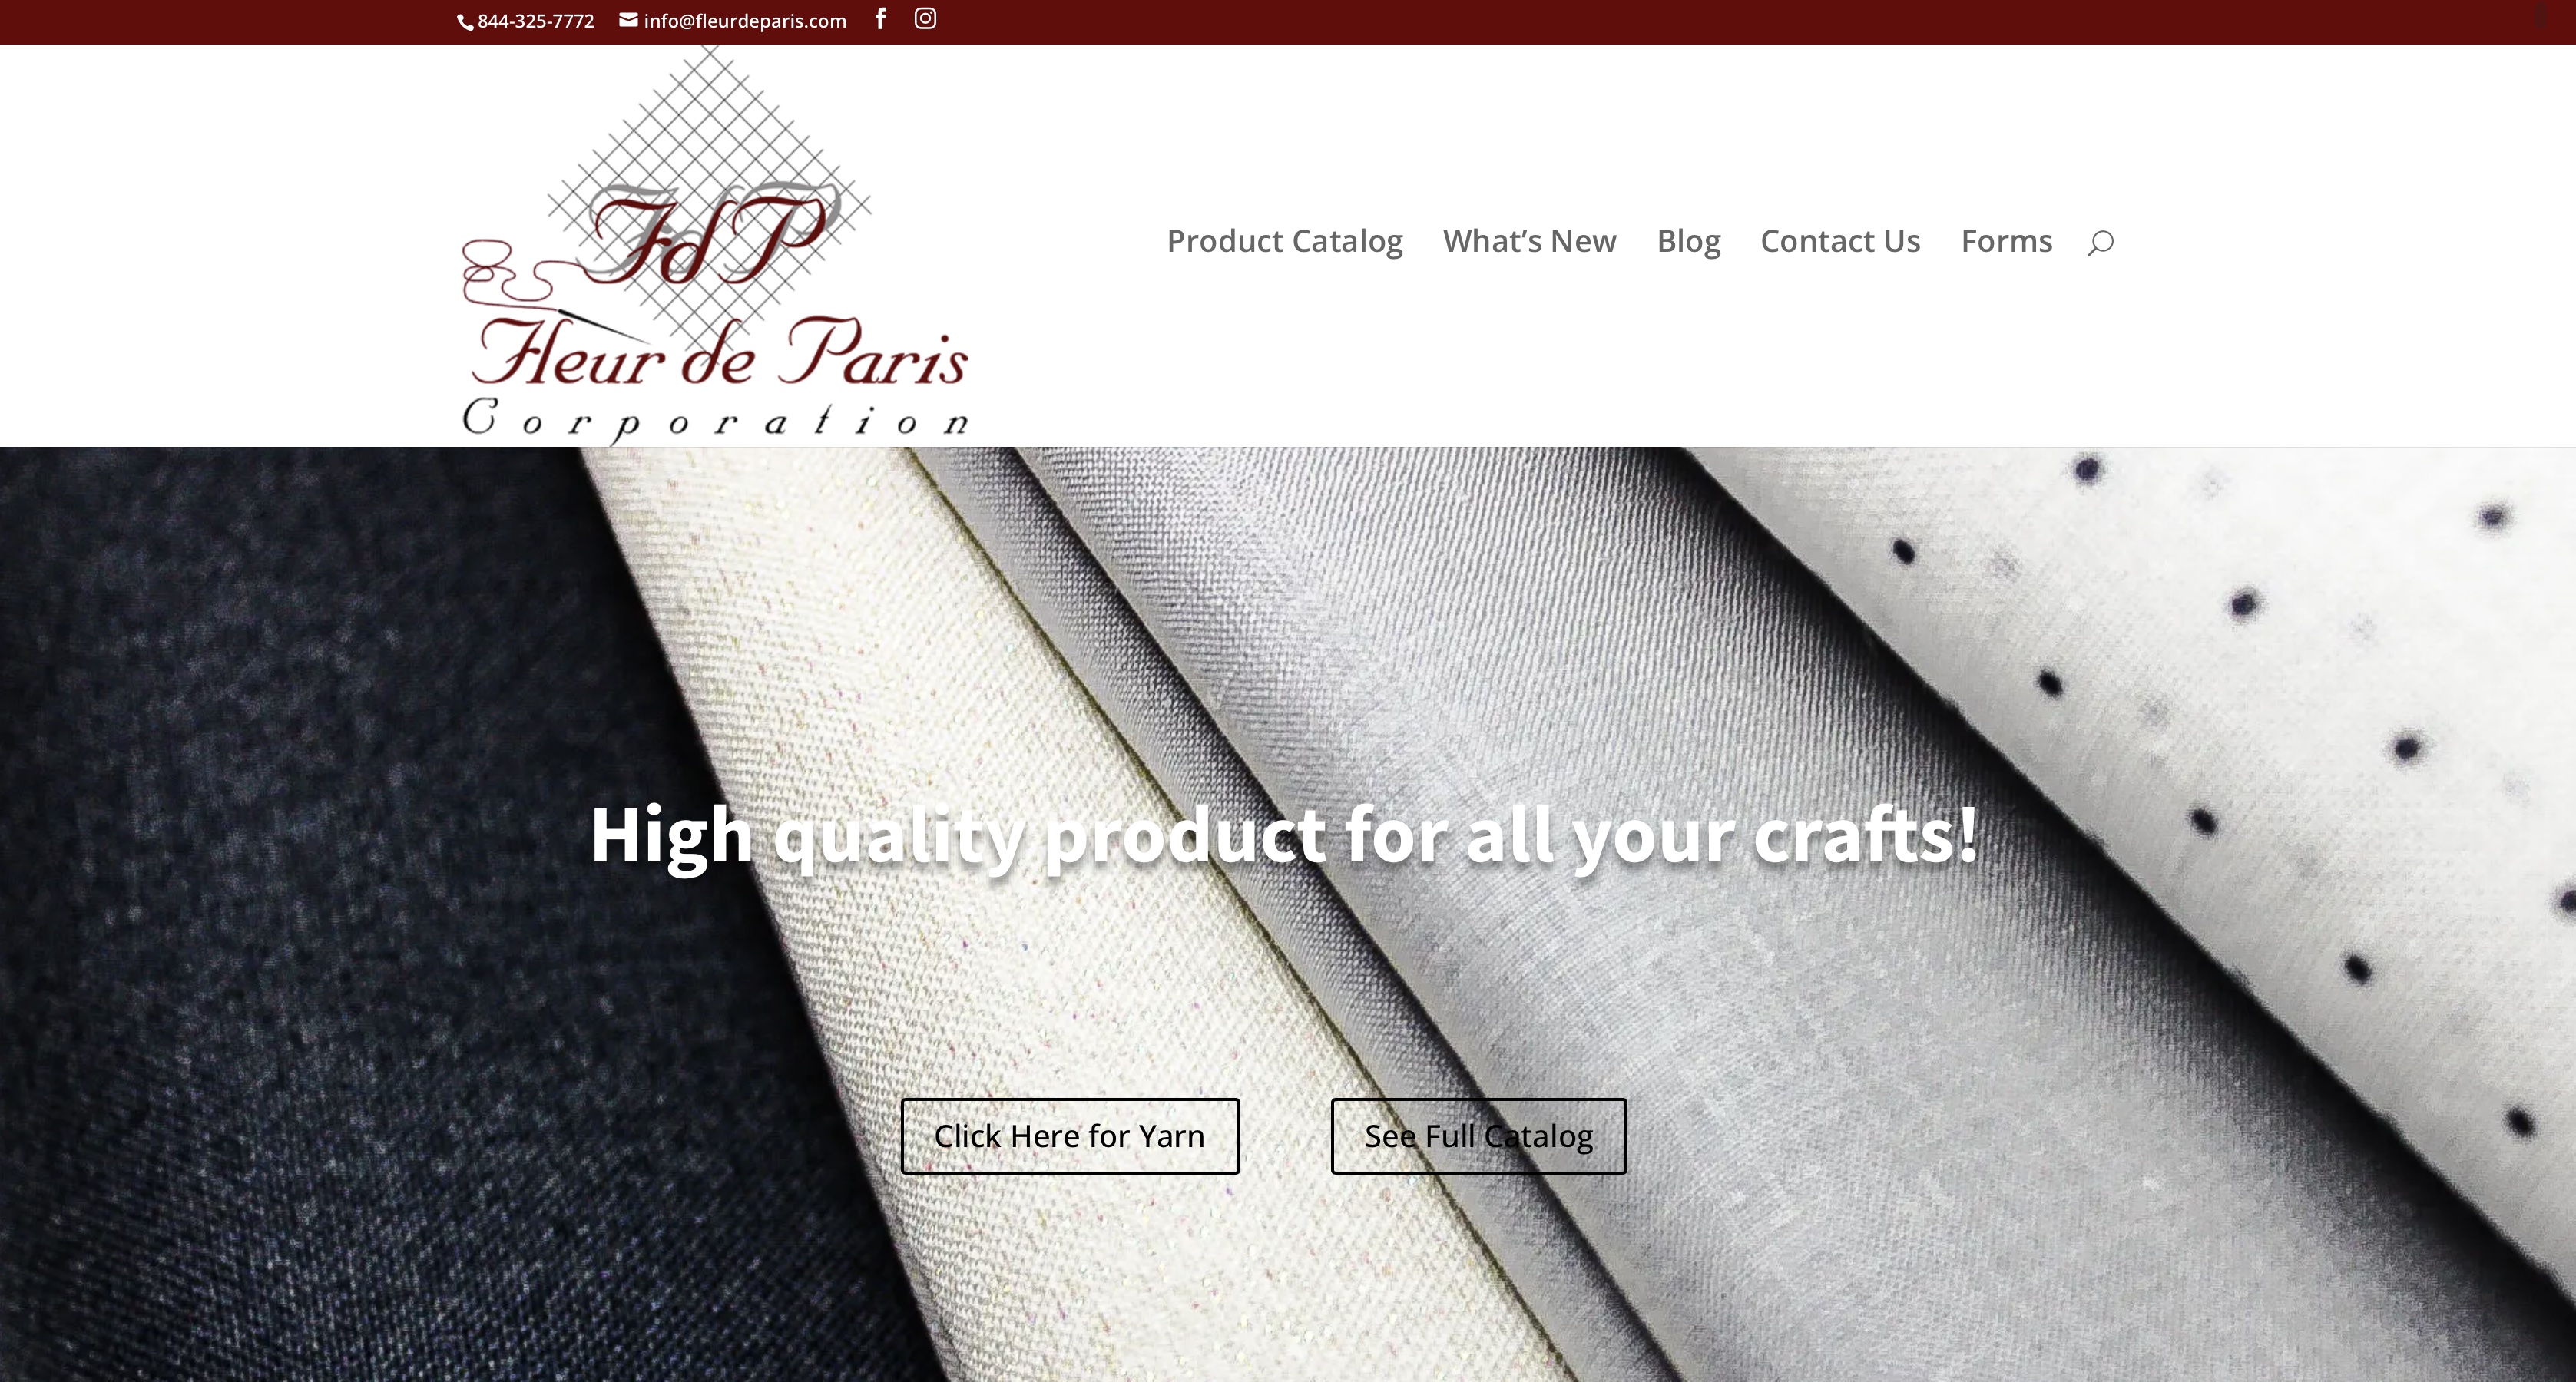 844-325-7772 info@fleurdeparis.com
FdP
Fleur de Paris
Corporation
Product Catalog What’s New Blog Contact Us Forms
High quality product for all your crafts!
Click Here for Yarn See Full Catalog